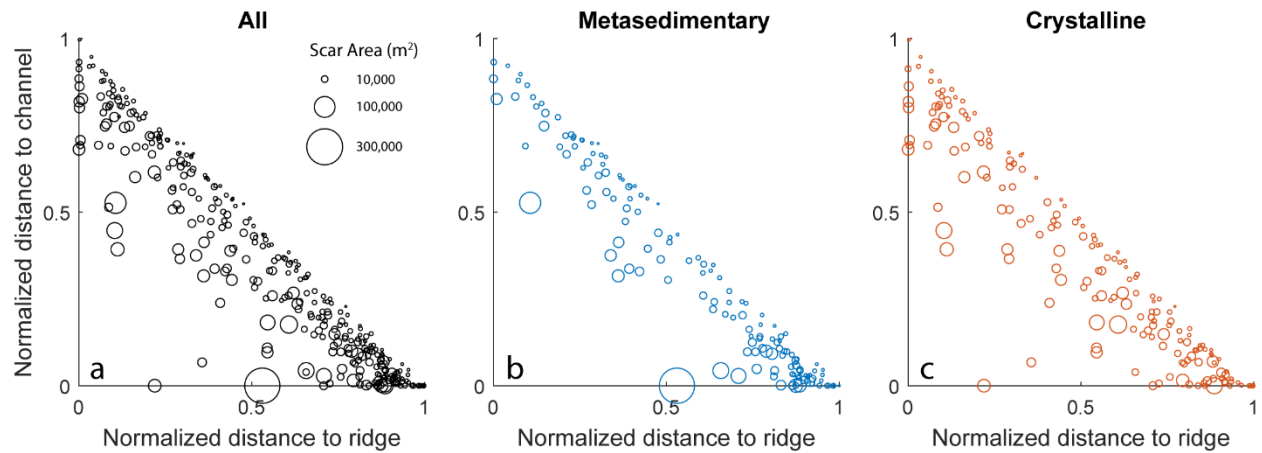 All
Metasedimentary
Crystalline
Normalized distance to channel
1
0.5
0
Scar Area (m²)
10,000
100,000
300,000
a
0
0.5
1
Normalized distance to ridge
1
0.5
0
b
0
0.5
1
Normalized distance to ridge
1
0.5
0
c
0
0.5
1
Normalized distance to ridge